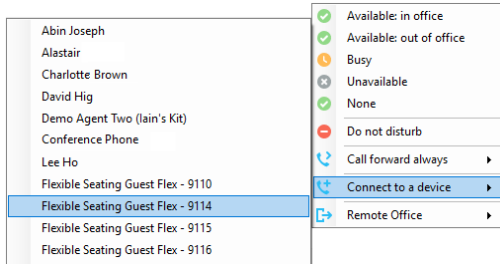 Abin Joseph
Alastair
Charlotte Brown
David Hig
Demo Agent Two (Iain's Kit)
Conference Phone
Lee Ho
Flexible Seating Guest Flex - 9110
Flexible Seating Guest Flex - 9114
Flexible Seating Guest Flex - 9115
Flexible Seating Guest Flex - 9116
Available: in office
Available: out of office
Busy
Unavailable
None
Do not disturb
Call forward always
Connect to a device
Remote Office